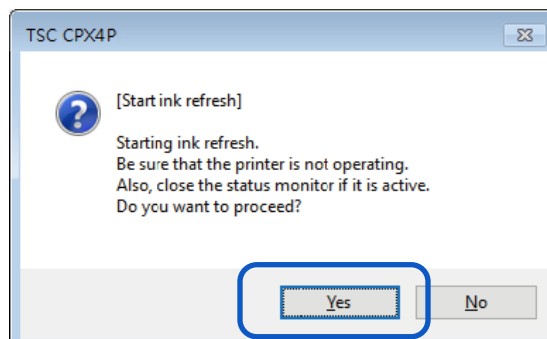 TSC CPX4P
[Start ink refresh]
Starting ink refresh.
Be sure that the printer is not operating.
Also, close the status monitor if it is active.
Do you want to proceed?
Yes
No